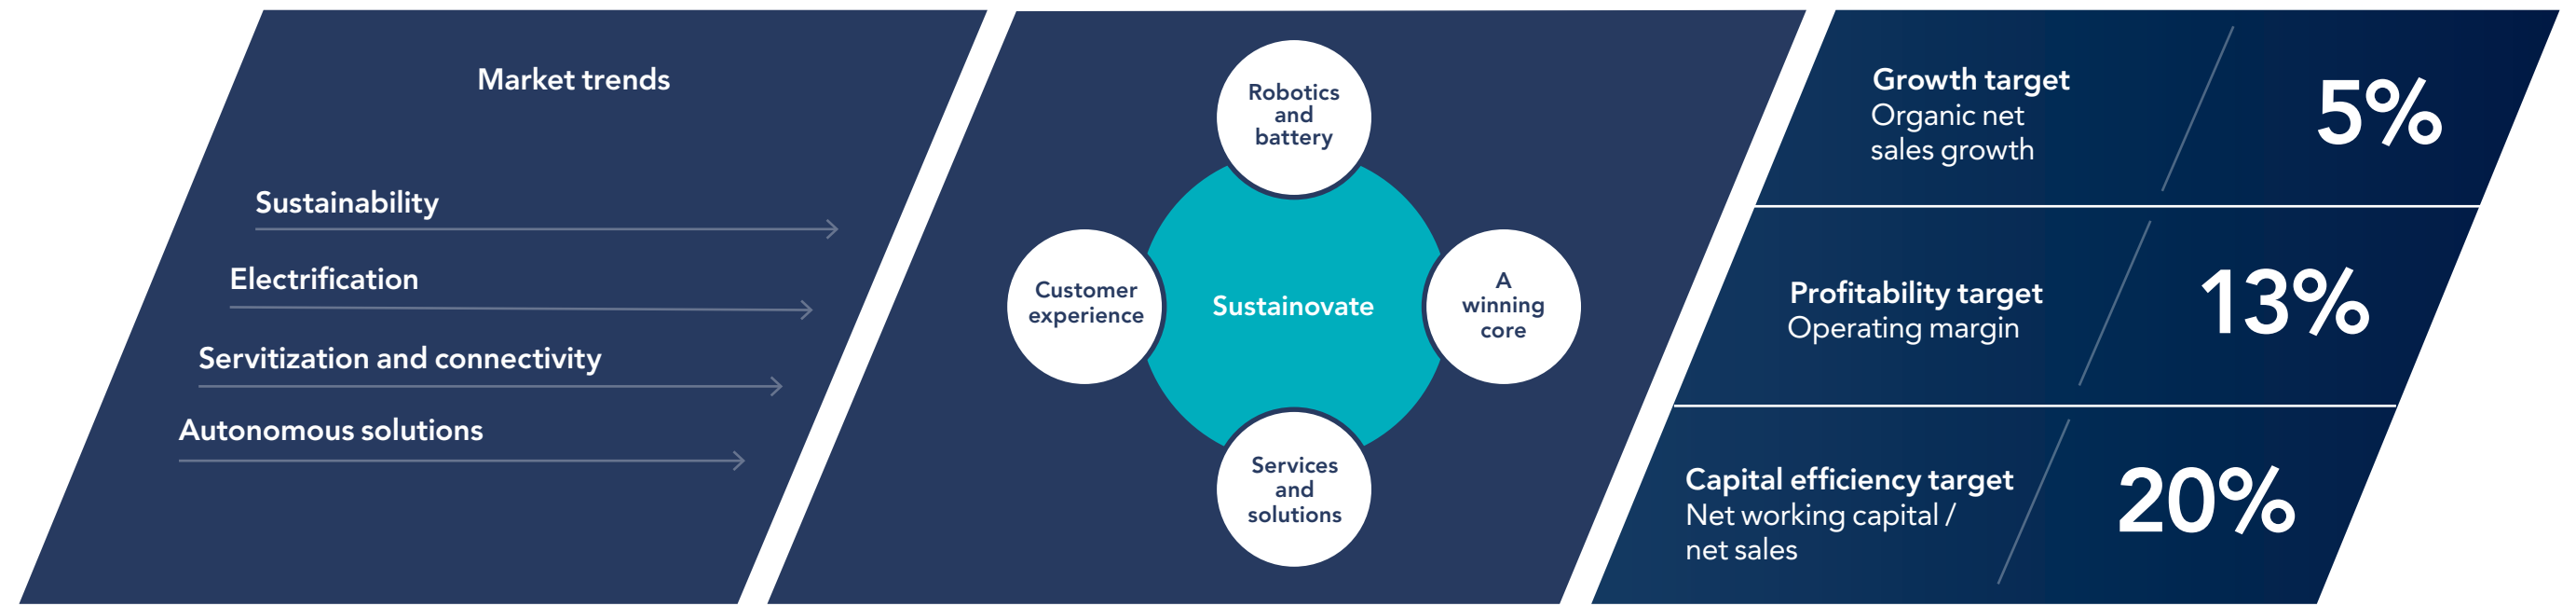 Market trends
Sustainability
Electrification
Servitization and connectivity
Autonomous solutions
Robotics
and
battery
Customer
experience
Sustainovate
A
winning
core
Services
and
solutions
Growth target
Organic net
sales growth
5%
Profitability target
Operating margin
13%
Capital efficiency target
Net working capital /
net sales
20%